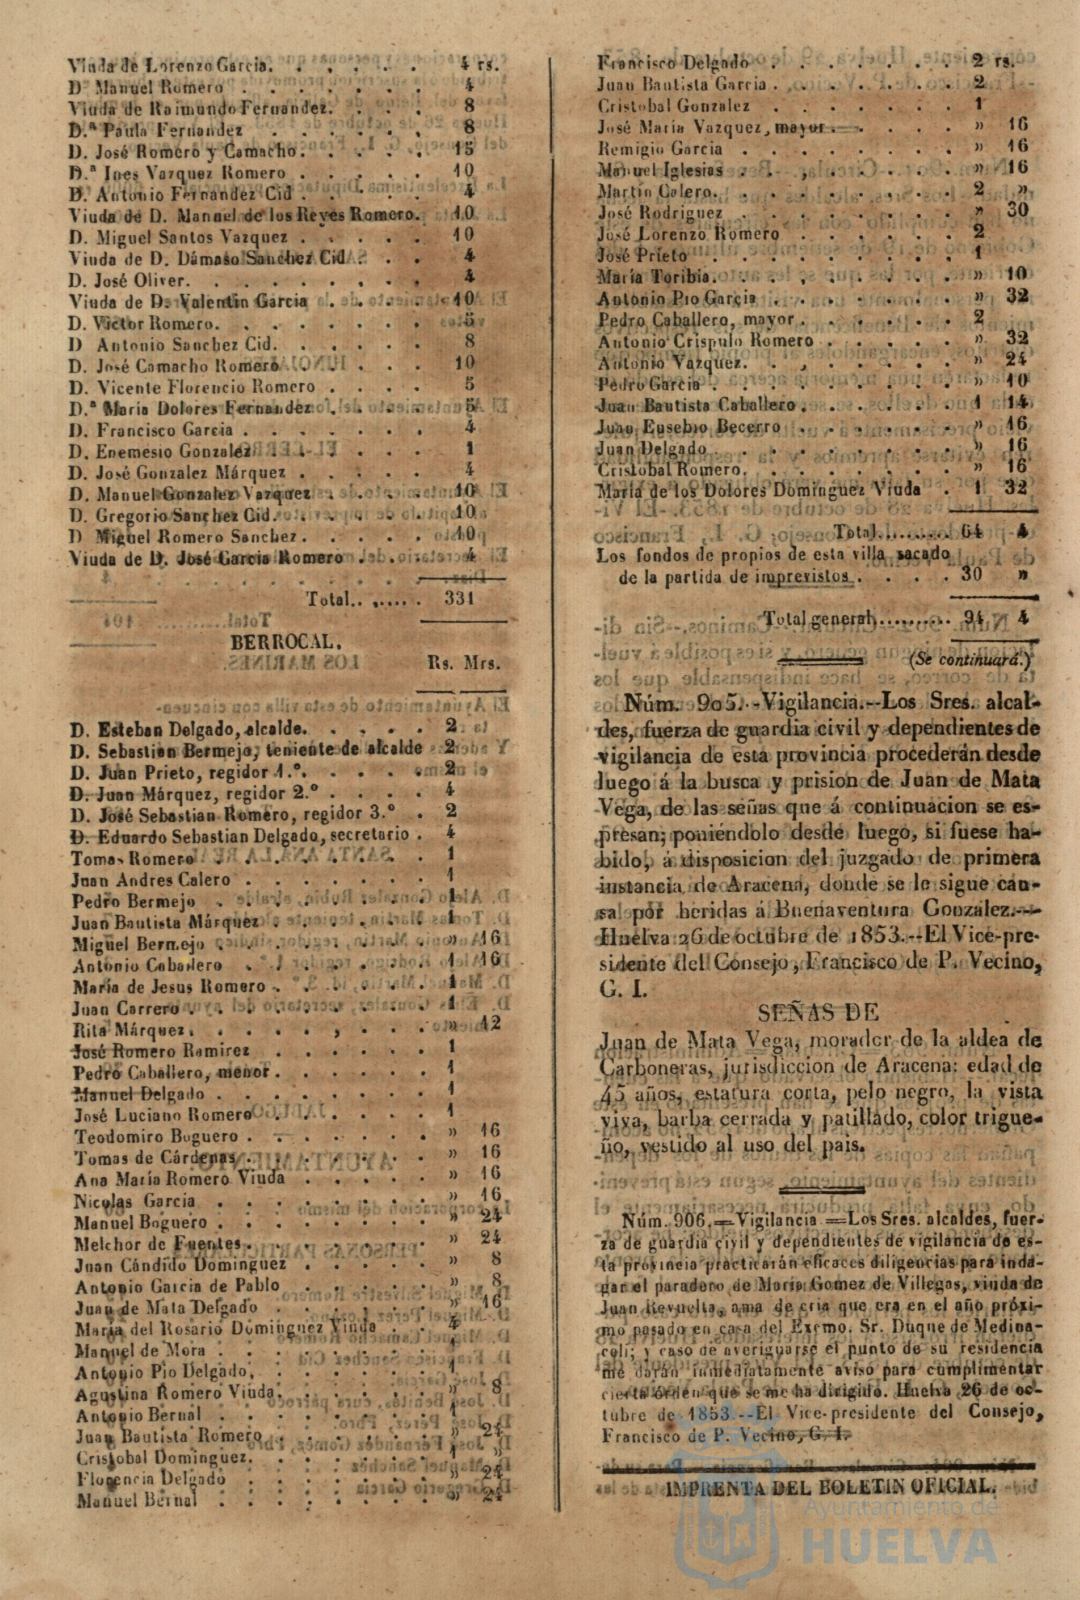 Viuda de Lorenzo Garcia. . . . . . 4 rs.
D Manuel Romero . . . . . . . 4
Viuda de Raimundo Fernandez. . . . 8
D.ª Paula Fernandez . . . . . . 8
D. José Romero y Camacho. . . . . 15
D.ª Ines Vazquez Romero . . . . . 10
D. Antonio Fernandez Cid . . . . . 4
Viuda de D. Manuel de los Reyes Romero. 10
D. Miguel Santos Vazquez . . . . . 10
Viuda de D. Dámaso Sanchez Cid . . . 4
D. José Oliver. . . . . . . . . 4
Viuda de D. Valentin Garcia . . . . 10
D. Victor Romero. . . . . . . . 5
D Antonio Sanchez Cid. . . . . . 8
D. José Camacho Romero . . . . . 10
D. Vicente Florencio Romero . . . . 5
D.ª Maria Dolores Fernandez . . . . 5
D. Francisco Garcia . . . . . . . 4
D. Enemesio Gonzalez . . . . . . 1
D. José Gonzalez Márquez . . . . . 4
D. Manuel Gonzalez Vazquez . . . . 10
D. Gregorio Sanchez Cid. . . . . . 10
D Miguel Romero Sanchez. . . . . 10
Viuda de D. José Garcia Romero . . . 4
Total. . ...... 331
BERROCAL.
Rs. Mrs.
D. Esteban Delgado, alcalde. . . . . 2
D. Sebastian Bermejo, teniente de alcalde 2
D. Juan Prieto, regidor 1.º. . . . . 2
D. Juan Márquez, regidor 2.º . . . . 4
D. José Sebastian Romero, regidor 3.º . 2
D. Eduardo Sebastian Delgado, secretario . 4
Tomas Romero . . . . . . . . 1
Juan Andres Calero . . . . . . . 1
Pedro Bermejo . . . . . . . . 1
Juan Bautista Márquez . . . . . . 1
Miguel Bermejo . . . . . . . . » 16
Antonio Caballero . . . . . . . 1 16
María de Jesus Romero . . . . . . 1
Juan Carrero . . . . . . . . . 1
Rita Márquez. . . . . . . . . » 12
José Romero Ramirez . . . . . . 1
Pedro Caballero, menor. . . . . . 1
Manuel Delgado . . . . . . . . 1
José Luciano Romero . . . . . . 1
Teodomiro Boguero . . . . . . . » 16
Tomas de Cárdenas. . . . . . . » 16
Ana María Romero Viuda . . . . . » 16
Nicolas Garcia . . . . . . . . » 16
Manuel Boguero . . . . . . . . » 24
Melchor de Fuentes. . . . . . . » 24
Juan Cándido Dominguez . . . . . » 8
Antonio Garcia de Pablo . . . . . » 8
Juan de Mata Delgado . . . . . . » 16
María del Rosario Dominguez Viuda . . 4
Manuel de Mora . . . . . . . . 1
Antonio Pio Delgado, . . . . . . 1
Agustina Romero Viuda. . . . . . » 8
Antonio Bernal . . . . . . . . 1
Juan Bautista Romero . . . . . . » 24
Cristobal Dominguez. . . . . . . 1 »
Florencia Delgado . . . . . . . » 24
Manuel Bernal . . . . . . . . » 24
Francisco Delgado . . . . . . . 2 rs.
Juan Bautista Garcia . . . . . . . 2
Cristobal Gonzalez . . . . . . . 1
José María Vazquez, mayor . . . . . » 16
Remigio Garcia . . . . . . . . » 16
Manuel Iglesias . . . . . . . . » 16
Martin Calero. . . . . . . . . 2 »
José Rodriguez . . . . . . . . » 30
José Lorenzo Romero . . . . . . 2
José Prieto . . . . . . . . . 1
María Toribia. . . . . . . . . » 10
Antonio Pio Garcia . . . . . . . » 32
Pedro Caballero, mayor . . . . . . 2
Antonio Crispulo Romero . . . . . » 32
Antonio Vazquez. . . . . . . . » 24
Pedro Garcia . . . . . . . . . » 10
Juan Bautista Caballero . . . . . . 1 14
Juan Eusebio Becerro . . . . . . » 16
Juan Delgado . . . . . . . . . » 16
Cristobal Romero. . . . . . . . » 16
María de los Dolores Dominguez Viuda . 1 32
Total.......... 64 4
Los fondos de propios de esta villa sacado
de la partida de imprevistos. . . . . 30 »
Total general.......... 94 4
(Se continuará.)
Núm. 905.--Vigilancia.--Los Sres. alcal-
des, fuerza de guardia civil y dependientes de
vigilancia de esta provincia procederán desde
luego á la busca y prision de Juan de Mata
Vega, de las señas que á continuacion se es-
presan; poniéndolo desde luego, si fuese ha-
bido, á disposicion del juzgado de primera
instancia de Aracena, donde se le sigue cau-
sa por heridas á Buenaventura Gonzalez.--
Huelva 26 de octubre de 1853.--El Vice-pre-
sidente del Consejo, Francisco de P. Vecino,
G. I.
SEÑAS DE
Juan de Mata Vega, morador de la aldea de
Carboneras, jurisdiccion de Aracena: edad de
45 años, estatura corta, pelo negro, la vista
viva, barba cerrada y patillado, color trigue-
ño, vestido al uso del pais.
Núm. 906.=Vigilancia =Los Sres. alcaldes, fuer-
za de guardia civil y dependientes de vigilancia de es-
ta provincia practicarán eficaces diligencias para inda-
gar el paradero de María Gomez de Villegas, viuda de
Juan Revuelta, ama de cria que era en el año próxi-
mo pasado en casa del Exemo. Sr. Duque de Medina-
celi; y caso de averiguarse el punto de su residencia
me darán inmediatamente aviso para cumplimentar
cierta órden que se me ha dirigido. Huelva 26 de oc-
tubre de 1853.--El Vice-presidente del Consejo,
Francisco de P. Vecino, G. I.
IMPRENTA DEL BOLETIN OFICIAL.
Ayuntamiento de
HUELVA